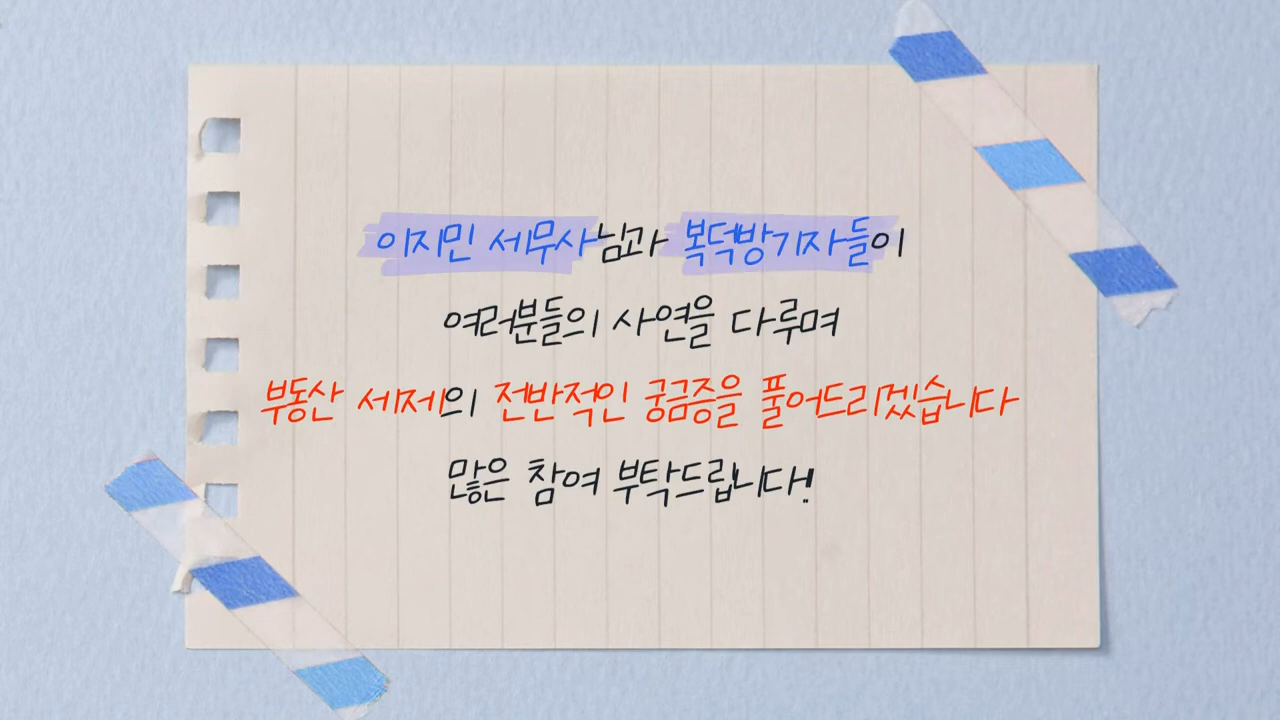 이지민 세무사님과 복덕방기자들이
여러분들의 사연을 다루며
부동산 세제의 전반적인 궁금증을 풀어드리겠습니다
많은 참여 부탁드립니다!